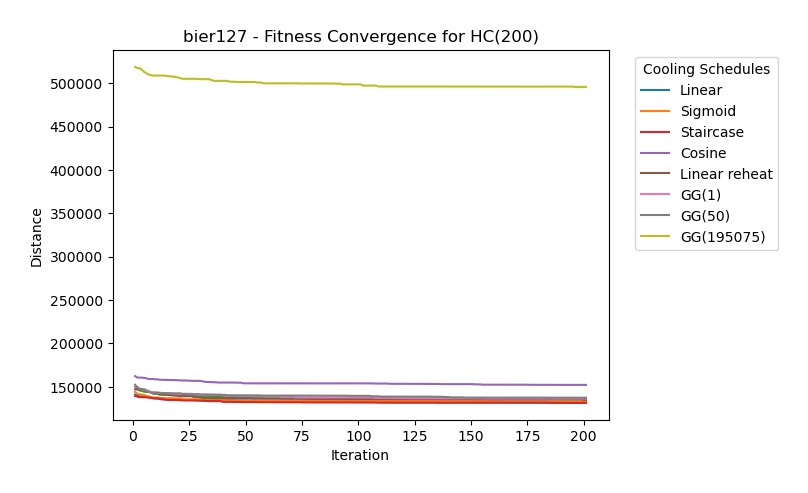 bier127 - Fitness Convergence for HC(200)
Distance
500000
450000
400000
350000
300000
250000
200000
150000
0 25 50 75 100 125 150 175 200
Iteration
Cooling Schedules
Linear
Sigmoid
Staircase
Cosine
Linear reheat
GG(1)
GG(50)
GG(195075)